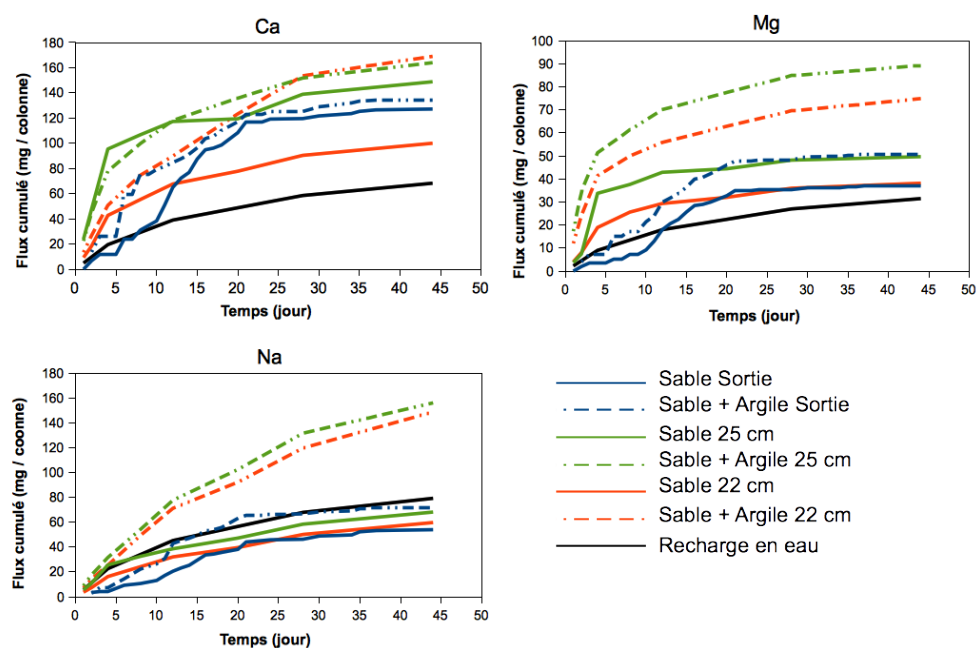 Ca
Flux cumulé (mg / colonne)
180
160
140
120
100
80
60
40
20
0
0 5 10 15 20 25 30 35 40 45 50
Temps (jour)
Mg
Flux cumulé (mg / colonne)
100
90
80
70
60
50
40
30
20
10
0
0 5 10 15 20 25 30 35 40 45 50
Temps (jour)
Na
Flux cumulé (mg / coonne)
180
160
140
120
100
80
60
40
20
0
0 5 10 15 20 25 30 35 40 45 50
Temps (jour)
Sable Sortie
Sable + Argile Sortie
Sable 25 cm
Sable + Argile 25 cm
Sable 22 cm
Sable + Argile 22 cm
Recharge en eau